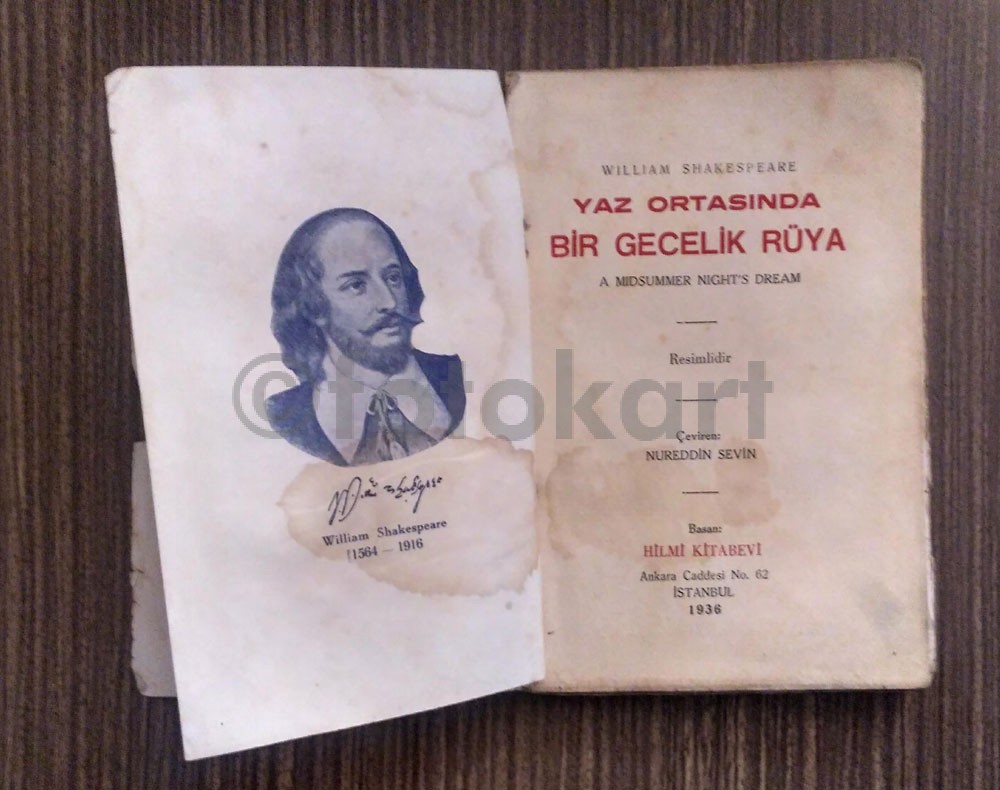 William Shakespeare
(1564 — 1916
WILLIAM SHAKESPEARE
YAZ ORTASINDA
BİR GECELİK RÜYA
A MIDSUMMER NIGHT'S DREAM
Resimlidir
Çeviren:
NUREDDİN SEVİN
Basan:
HİLMİ KİTABEVİ
Ankara Caddesi No. 62
İSTANBUL
1936
©fotokart